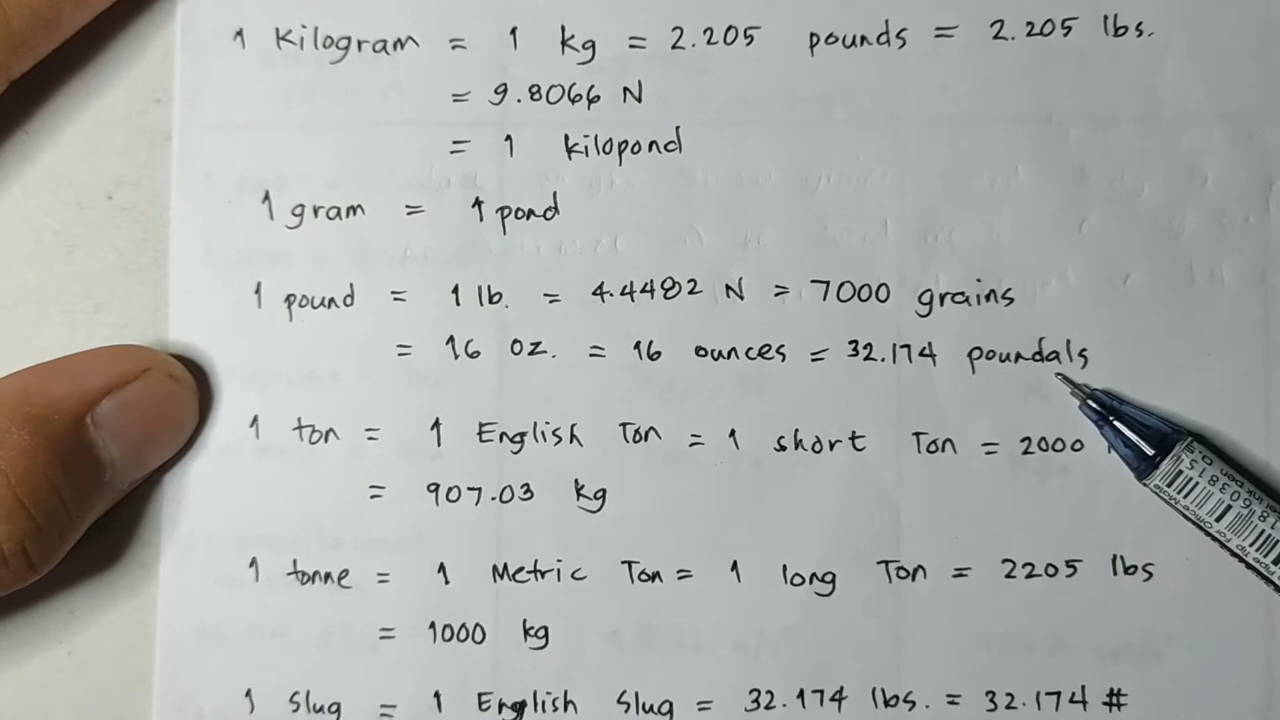 1 Kilogram = 1 kg = 2.205 pounds = 2.205 lbs.
= 9.8066 N
= 1 kilopond
1 gram = 1 pond
1 pound = 1 lb. = 4.4482 N = 7000 grains
= 16 oz. = 16 ounces = 32.174 poundals
1 ton = 1 English Ton = 1 short Ton = 2000
= 907.03 kg
1 tonne = 1 Metric Ton = 1 long Ton = 2205 lbs
= 1000 kg
1 Slug = 1 English Slug = 32.174 lbs. = 32.174 #